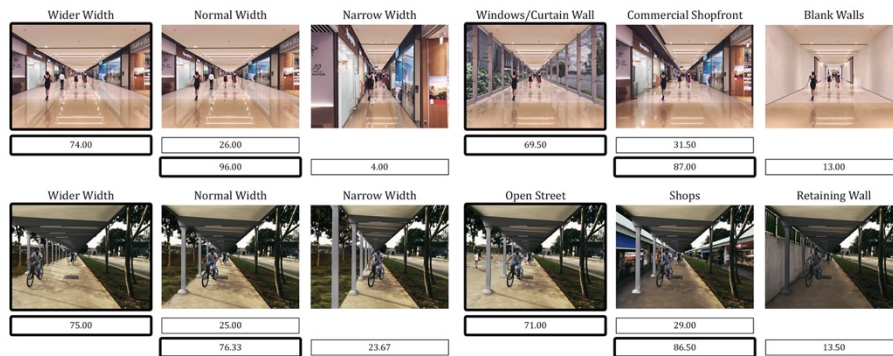 Wider Width Normal Width Narrow Width Windows/Curtain Wall Commercial Shopfront Blank Walls
74.00 26.00 69.50 31.50
96.00 4.00 87.00 13.00
Wider Width Normal Width Narrow Width Open Street Shops Retaining Wall
75.00 25.00 71.00 29.00
76.33 23.67 86.50 13.50